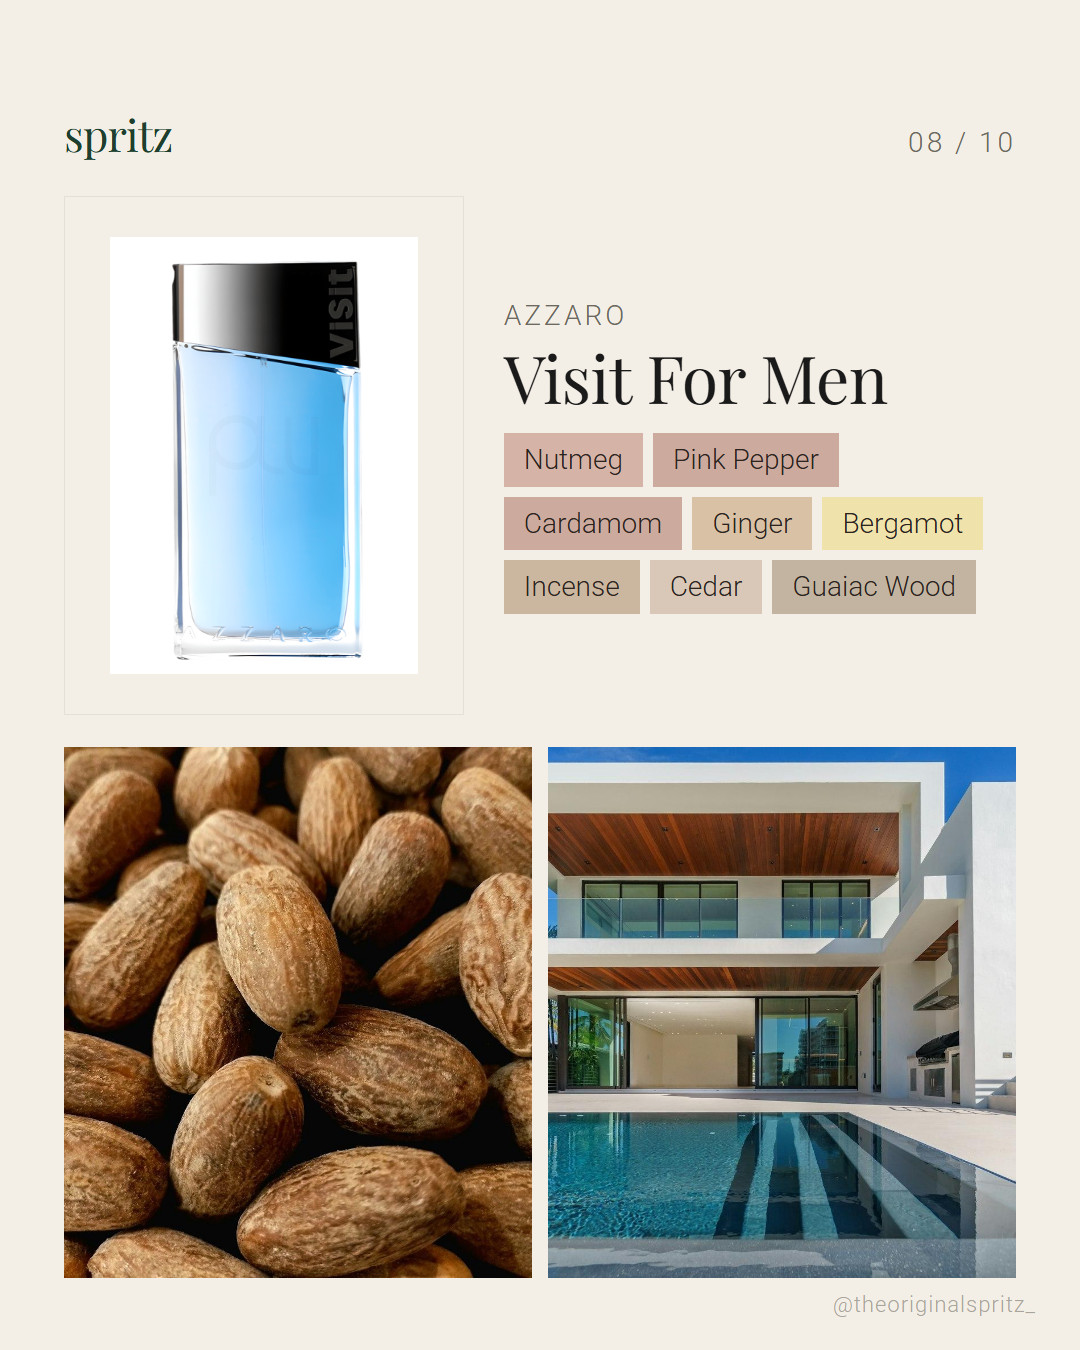 spritz
08 / 10
visit
AZZARO
AZZARO
Visit For Men
Nutmeg Pink Pepper
Cardamom Ginger Bergamot
Incense Cedar Guaiac Wood
@theoriginalspritz_